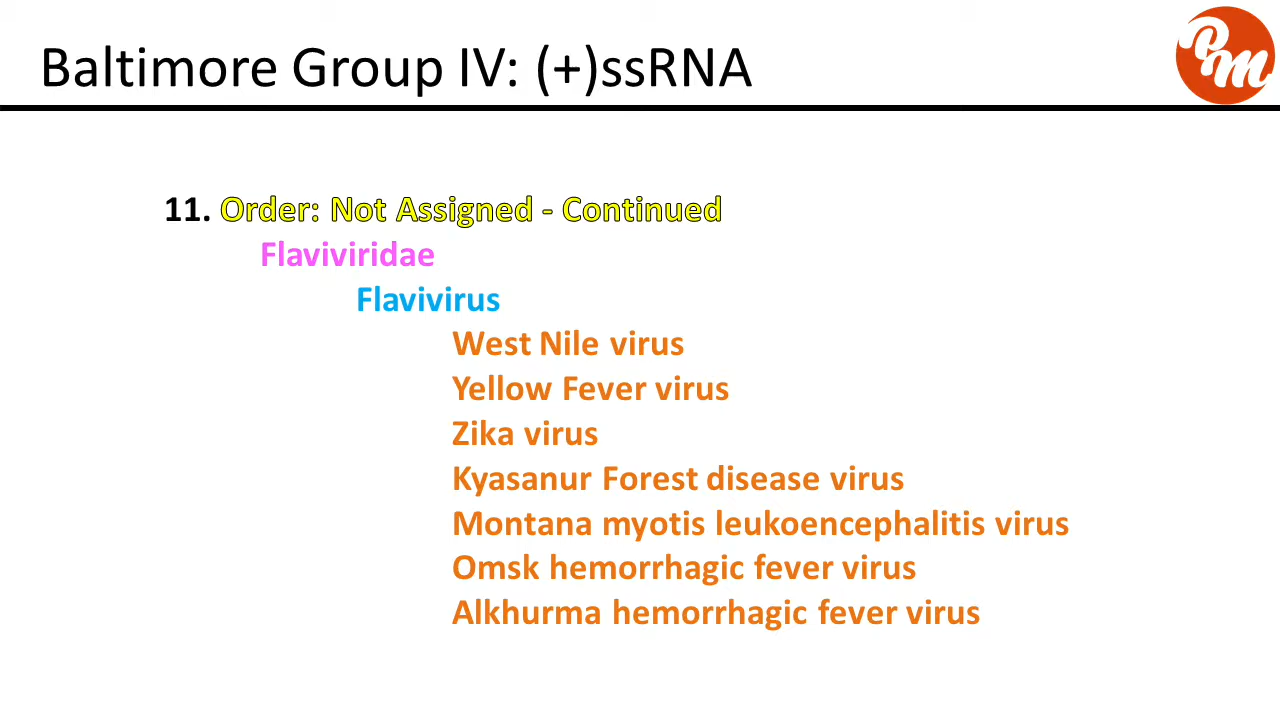 Baltimore Group IV: (+)ssRNA
PM
11. Order: Not Assigned - Continued
Flaviviridae
Flavivirus
West Nile virus
Yellow Fever virus
Zika virus
Kyasanur Forest disease virus
Montana myotis leukoencephalitis virus
Omsk hemorrhagic fever virus
Alkhurma hemorrhagic fever virus